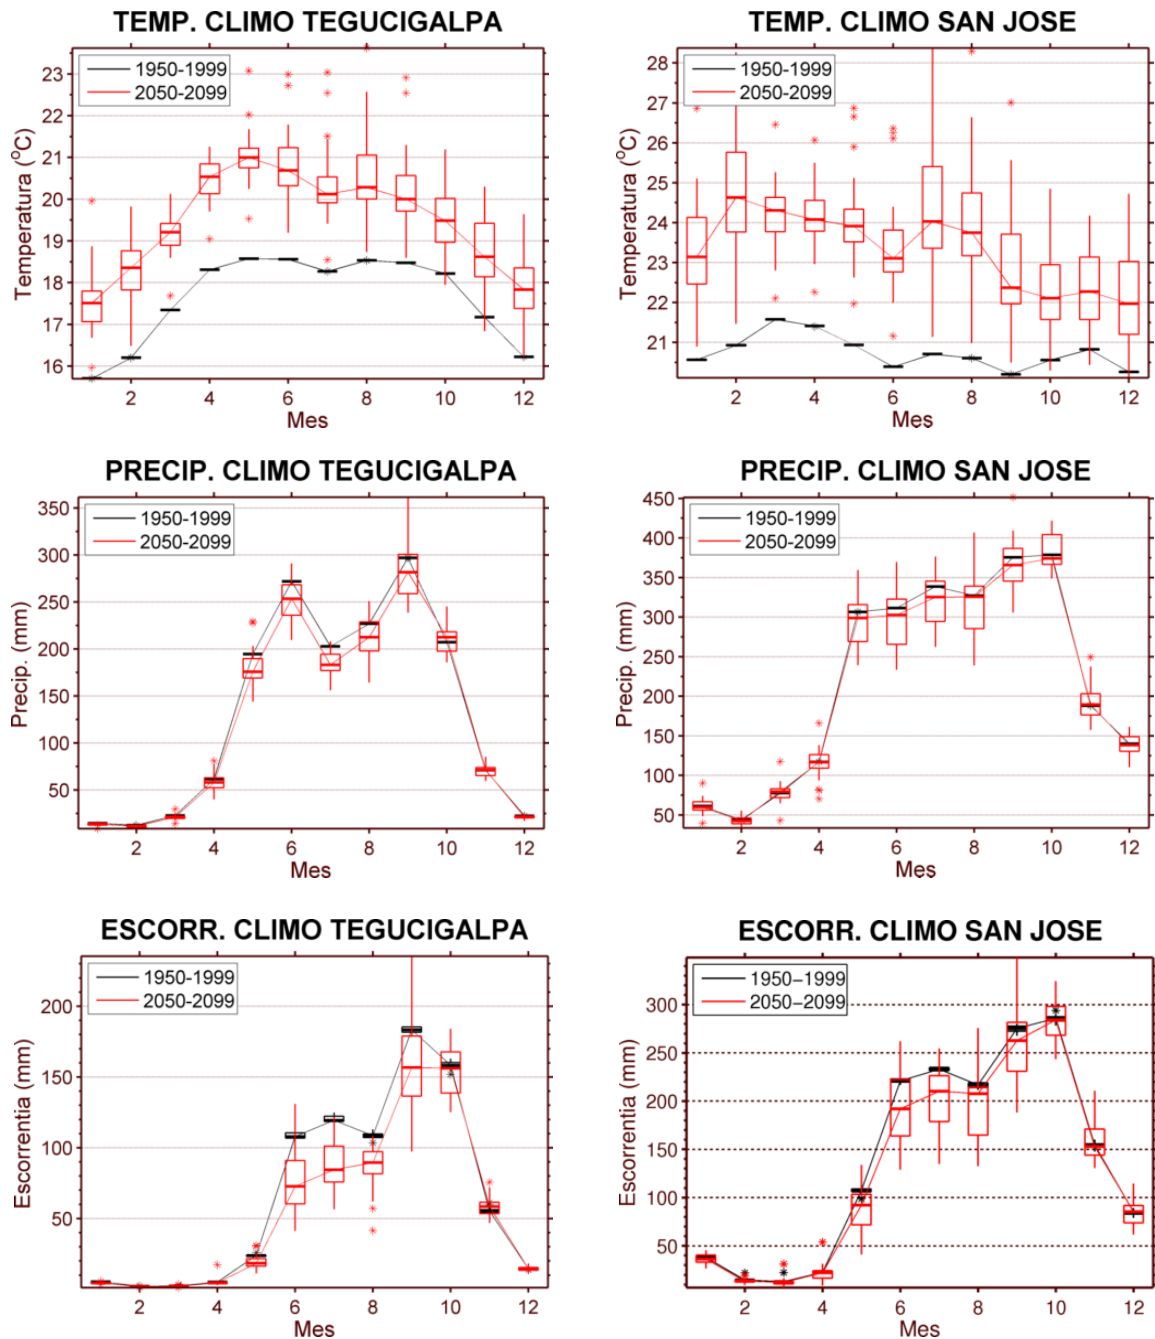 TEMP. CLIMO TEGUCIGALPA
1950-1999
2050-2099
Temperatura (°C)
23
22
21
20
19
18
17
16
2 4 6 8 10 12
Mes
TEMP. CLIMO SAN JOSE
1950-1999
2050-2099
Temperatura (°C)
28
27
26
25
24
23
22
21
2 4 6 8 10 12
Mes
PRECIP. CLIMO TEGUCIGALPA
1950-1999
2050-2099
Precip. (mm)
350
300
250
200
150
100
50
2 4 6 8 10 12
Mes
PRECIP. CLIMO SAN JOSE
1950-1999
2050-2099
Precip. (mm)
450
400
350
300
250
200
150
100
50
2 4 6 8 10 12
Mes
ESCORR. CLIMO TEGUCIGALPA
1950-1999
2050-2099
Escorrentia (mm)
200
150
100
50
2 4 6 8 10 12
Mes
ESCORR. CLIMO SAN JOSE
1950−1999
2050−2099
Escorrentia (mm)
300
250
200
150
100
50
2 4 6 8 10 12
Mes